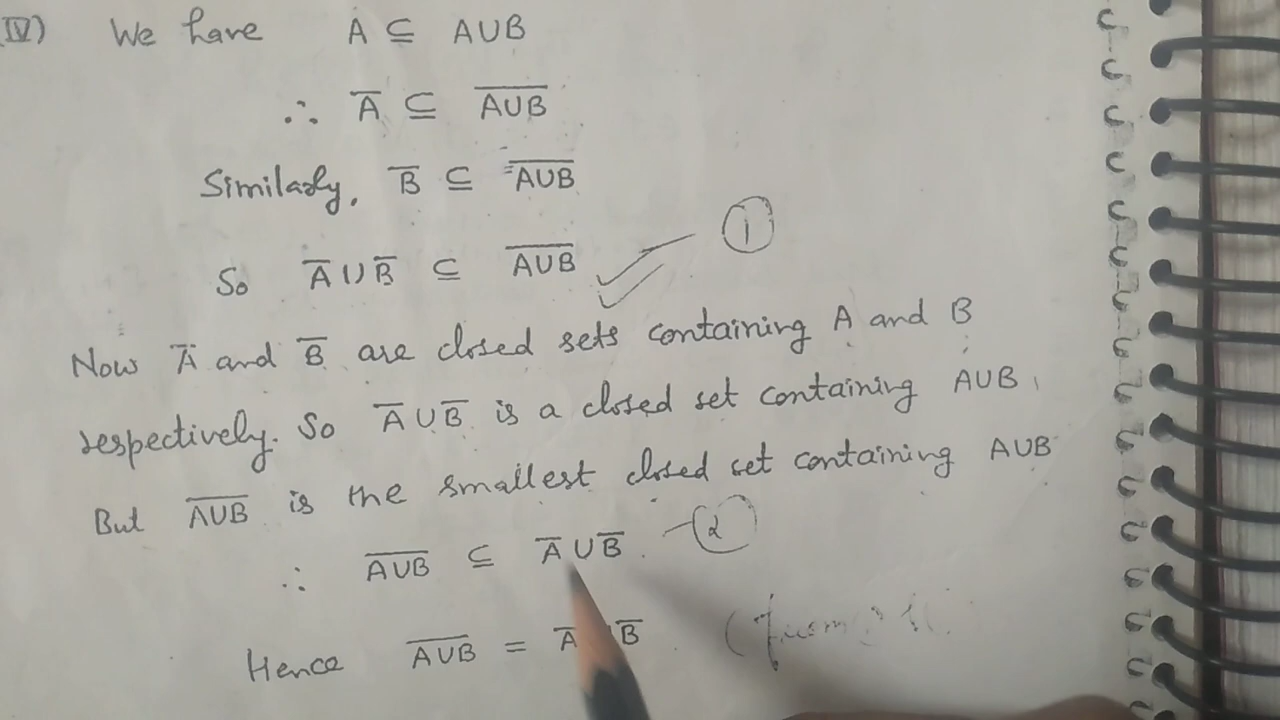 (IV) We have A ⊆ A∪B
∴ A̅ ⊆ A̅∪̅B̅
Similarly, B̅ ⊆ A̅∪̅B̅
So A̅ ∪ B̅ ⊆ A̅∪̅B̅ ①
Now A̅ and B̅ are closed sets containing A and B
respectively. So A̅ ∪ B̅ is a closed set containing A∪B,
But A̅∪̅B̅ is the smallest closed set containing A∪B
∴ A̅∪̅B̅ ⊆ A̅ ∪ B̅. — ②
Hence A̅∪̅B̅ = A̅ B̅ (from